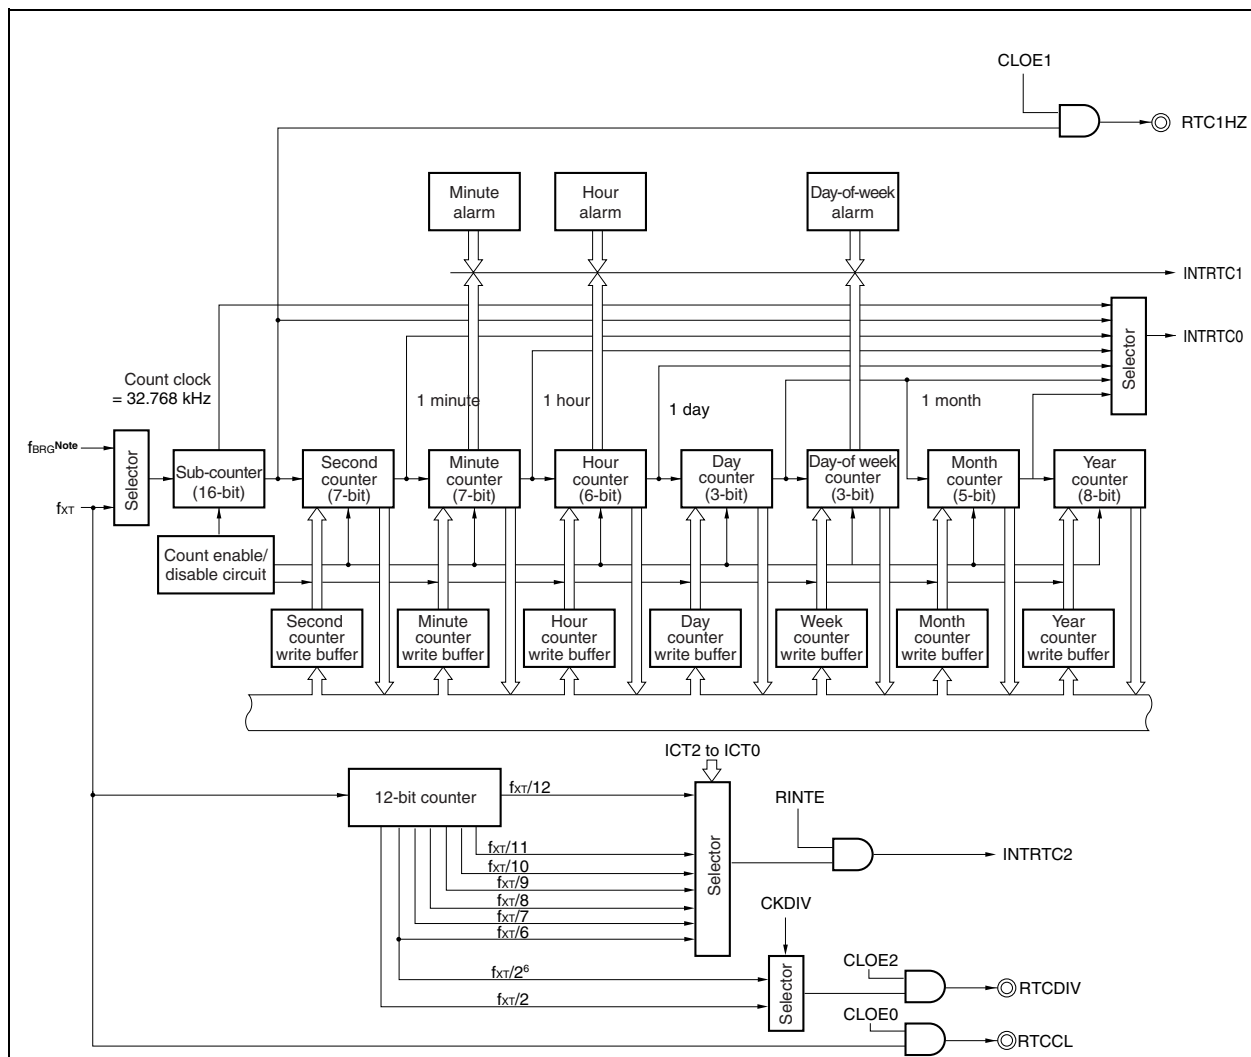 CLOE1
RTC1HZ
Minute
alarm
Hour
alarm
Day-of-week
alarm
INTRTC1
INTRTC0
Selector
Count clock
= 32.768 kHz
1 minute
1 hour
1 day
1 month
fBRGNote
fXT
Selector
Sub-counter
(16-bit)
Second
counter
(7-bit)
Minute
counter
(7-bit)
Hour
counter
(6-bit)
Day
counter
(3-bit)
Day-of week
counter
(3-bit)
Month
counter
(5-bit)
Year
counter
(8-bit)
Count enable/
disable circuit
Second
counter
write buffer
Minute
counter
write buffer
Hour
counter
write buffer
Day
counter
write buffer
Week
counter
write buffer
Month
counter
write buffer
Year
counter
write buffer
ICT2 to ICT0
12-bit counter
fXT/12
fXT/11
fXT/10
fXT/9
fXT/8
fXT/7
fXT/6
Selector
RINTE
INTRTC2
CKDIV
fXT/2⁶
fXT/2
Selector
CLOE2
RTCDIV
CLOE0
RTCCL